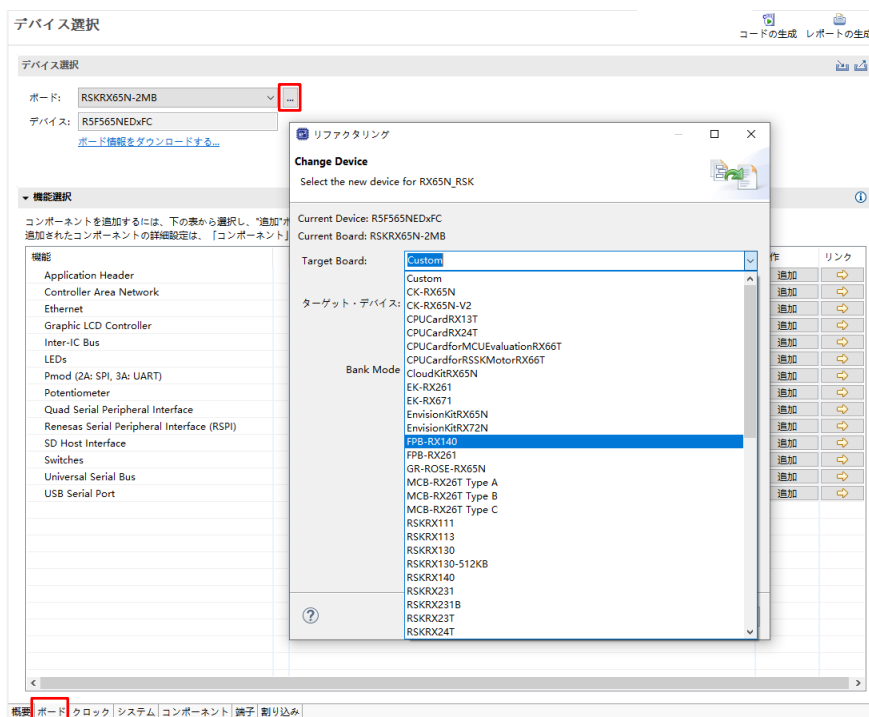 デバイス選択
コードの生成 レポートの生成
デバイス選択
ボード: RSKRX65N-2MB ...
デバイス: R5F565NEDxFC
ボード情報をダウンロードする...
機能選択
コンポーネントを追加するには、下の表から選択し、"追加"ボ
追加されたコンポーネントの詳細設定は、「コンポーネント」
機能 作 リンク
Application Header 追加
Controller Area Network 追加
Ethernet 追加
Graphic LCD Controller 追加
Inter-IC Bus 追加
LEDs 追加
Pmod (2A: SPI, 3A: UART) 追加
Potentiometer 追加
Quad Serial Peripheral Interface 追加
Renesas Serial Peripheral Interface (RSPI) 追加
SD Host Interface 追加
Switches 追加
Universal Serial Bus 追加
USB Serial Port 追加
リファクタリング
Change Device
Select the new device for RX65N_RSK
Current Device: R5F565NEDxFC
Current Board: RSKRX65N-2MB
Target Board: Custom
ターゲット・デバイス:
Bank Mode
Custom
CK-RX65N
CK-RX65N-V2
CPUCardRX13T
CPUCardRX24T
CPUCardforMCUEvaluationRX66T
CPUCardforRSSKMotorRX66T
CloudKitRX65N
EK-RX261
EK-RX671
EnvisionKitRX65N
EnvisionKitRX72N
FPB-RX140
FPB-RX261
GR-ROSE-RX65N
MCB-RX26T Type A
MCB-RX26T Type B
MCB-RX26T Type C
RSKRX111
RSKRX113
RSKRX130
RSKRX130-512KB
RSKRX140
RSKRX231
RSKRX231B
RSKRX23T
RSKRX24T
概要 ボード クロック システム コンポーネント 端子 割り込み